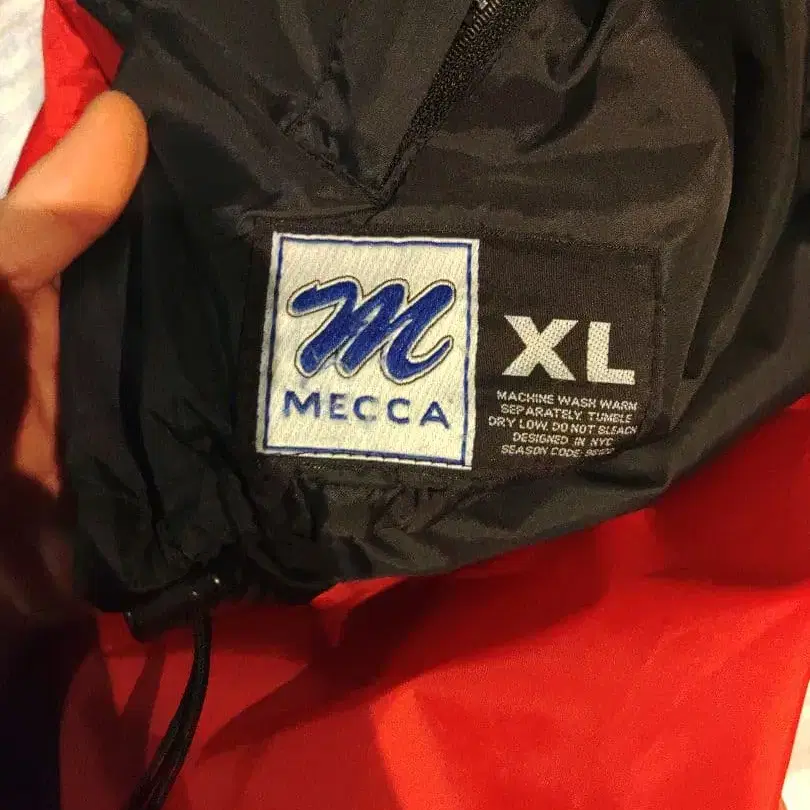 m
MECCA
XL
MACHINE WASH WARM
SEPARATELY. TUMBLE
DRY LOW. DO NOT BLEACH
DESIGNED IN NYC
SEASON CODE: